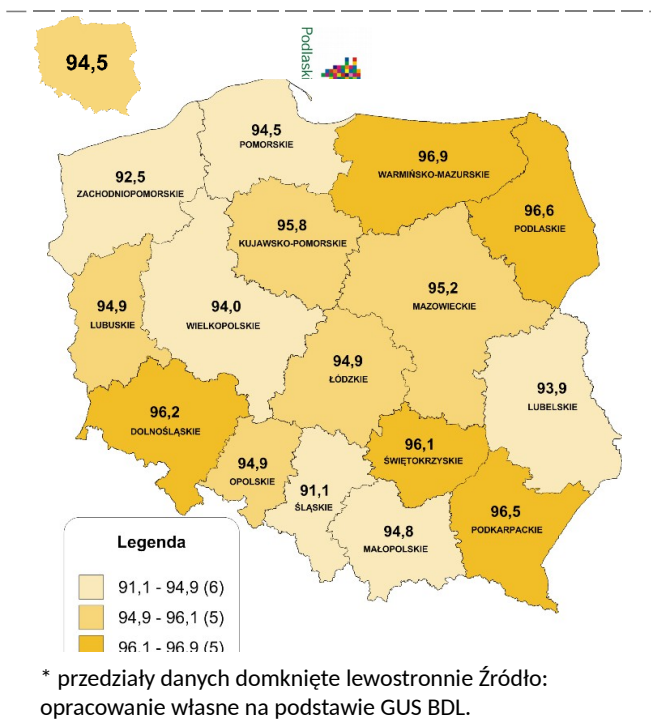 94,5
Podlaski
94,5
POMORSKIE
96,9
WARMIŃSKO-MAZURSKIE
92,5
ZACHODNIOPOMORSKIE
96,6
PODLASKIE
95,8
KUJAWSKO-POMORSKIE
95,2
MAZOWIECKIE
94,9
LUBUSKIE
94,0
WIELKOPOLSKIE
94,9
ŁÓDZKIE
93,9
LUBELSKIE
96,2
DOLNOŚLĄSKIE
96,1
ŚWIĘTOKRZYSKIE
94,9
OPOLSKIE
91,1
ŚLĄSKIE
96,5
PODKARPACKIE
94,8
MAŁOPOLSKIE
Legenda
91,1 - 94,9 (6)
94,9 - 96,1 (5)
96,1 - 96,9 (5)
* przedziały danych domknięte lewostronnie Źródło:
opracowanie własne na podstawie GUS BDL.